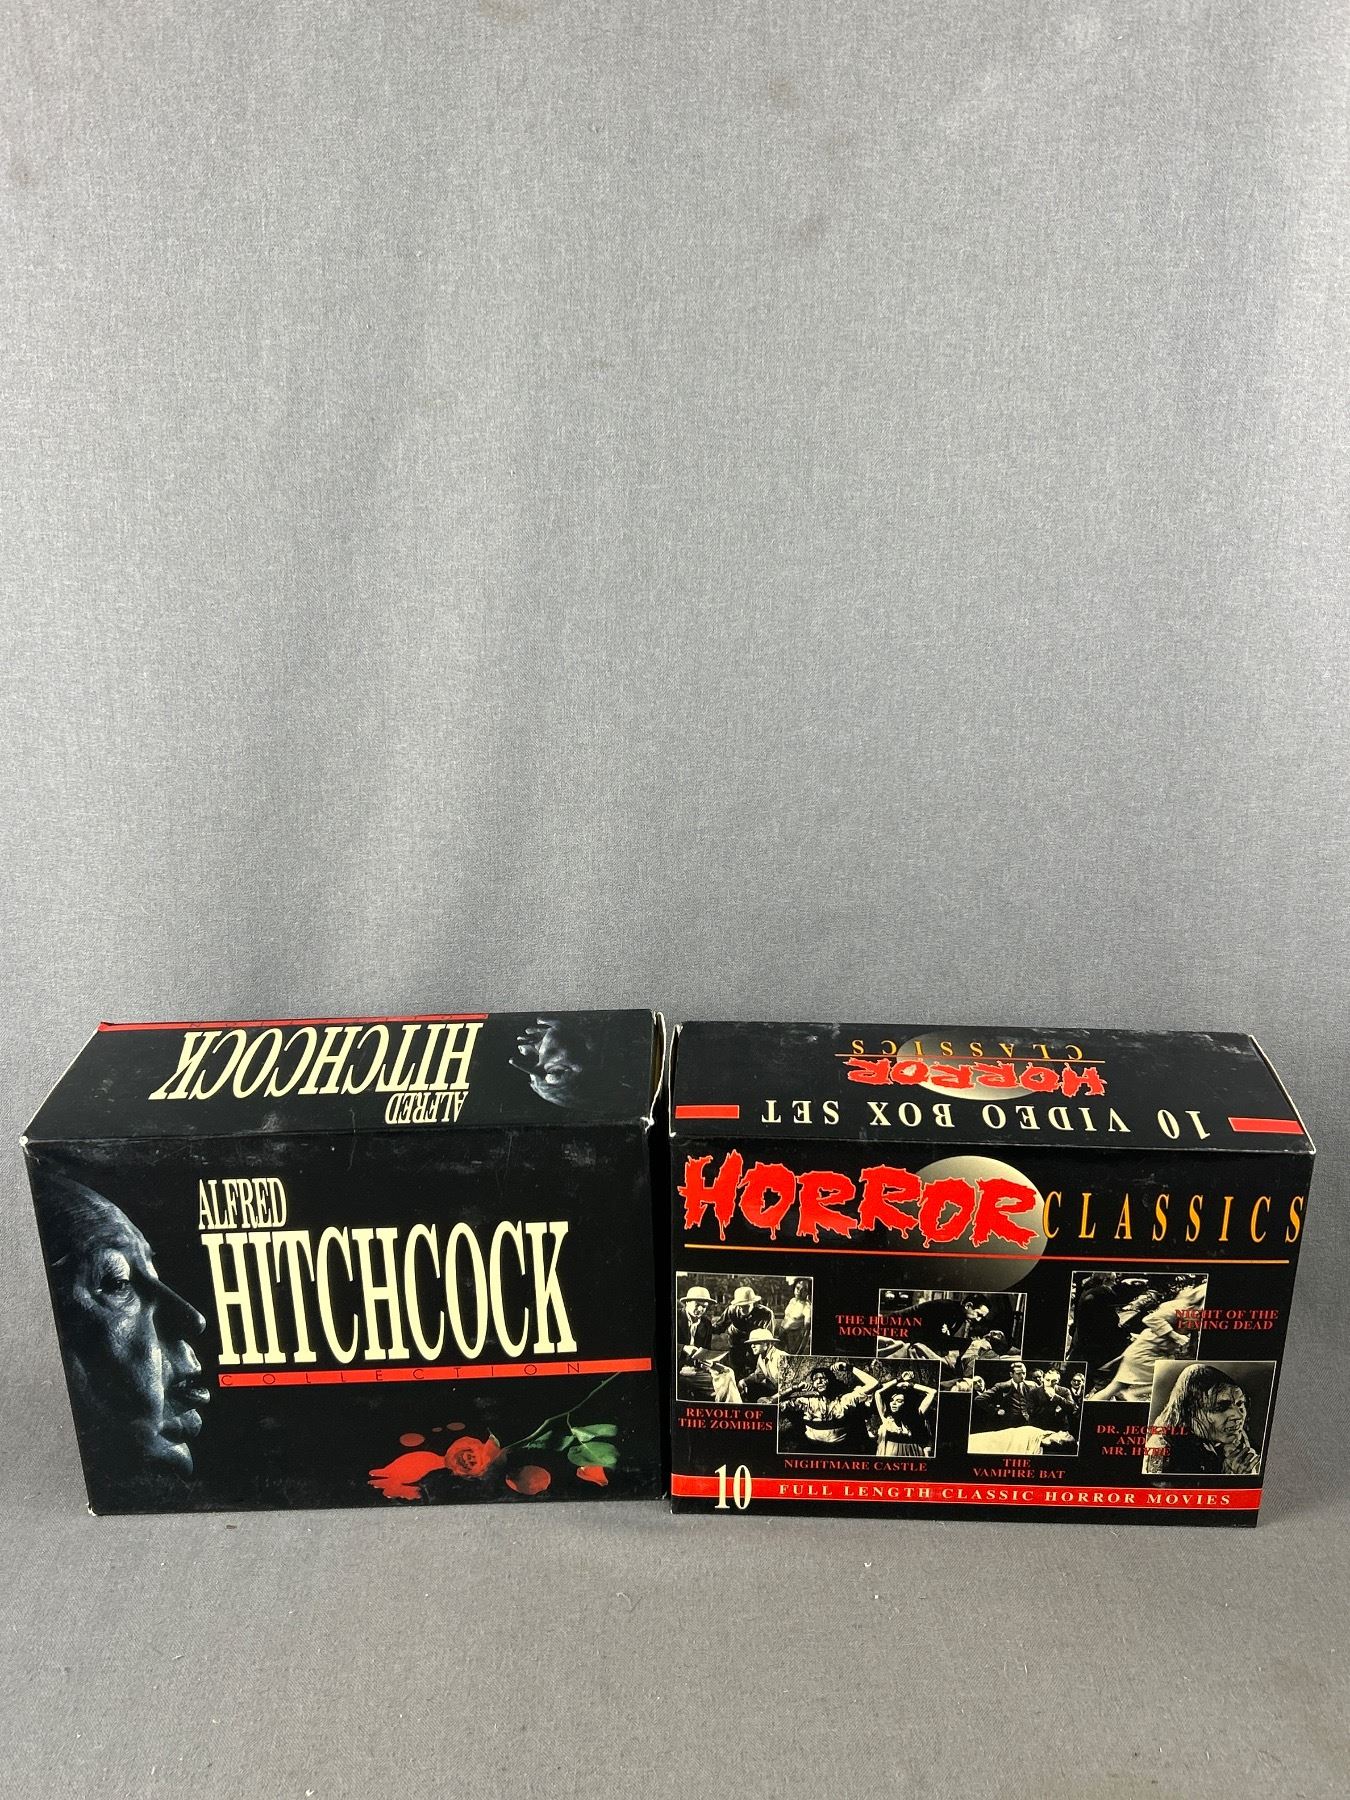 COLLECTION
HITCHCOCK
ALFRED
ALFRED
HITCHCOCK
COLLECTION
CLASSICS
HORROR
10 VIDEO BOX SET
HORROR CLASSICS
THE HUMAN
MONSTER
NIGHT OF THE
LIVING DEAD
REVOLT OF
THE ZOMBIES
NIGHTMARE CASTLE
THE
VAMPIRE BAT
DR. JECKYLL
AND
MR. HYDE
10 FULL LENGTH CLASSIC HORROR MOVIES